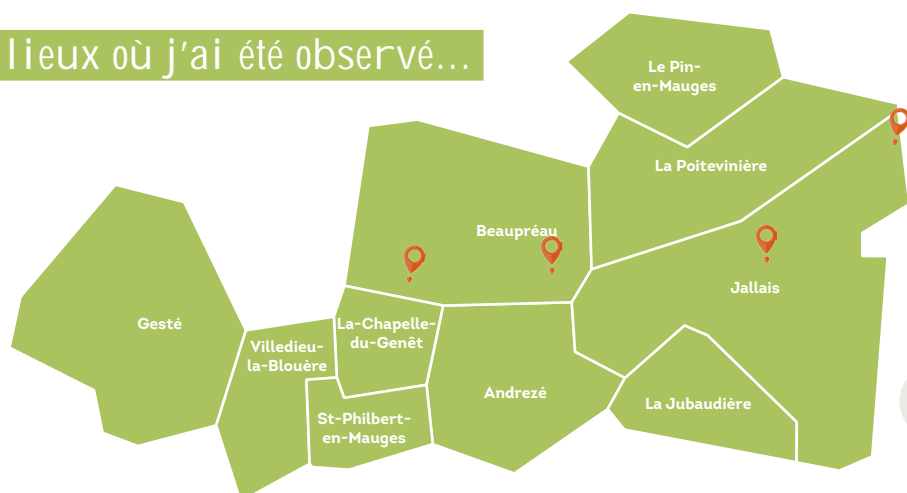 lieux où j'ai été observé...
Le Pin-
en-Mauges
La Poitevinière
Beaupréau
Jallais
Gesté
La-Chapelle-
du-Genêt
Villedieu-
la-Blouère
Andrezé
La Jubaudière
St-Philbert-
en-Mauges